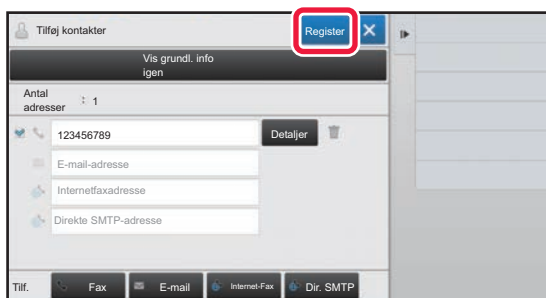 Tilføj kontakter
Register
Vis grundl. info
igen
Antal
adresser : 1
123456789
Detaljer
E-mail-adresse
Internetfaxadresse
Direkte SMTP-adresse
Tilf.
Fax
E-mail
Internet-Fax
Dir. SMTP